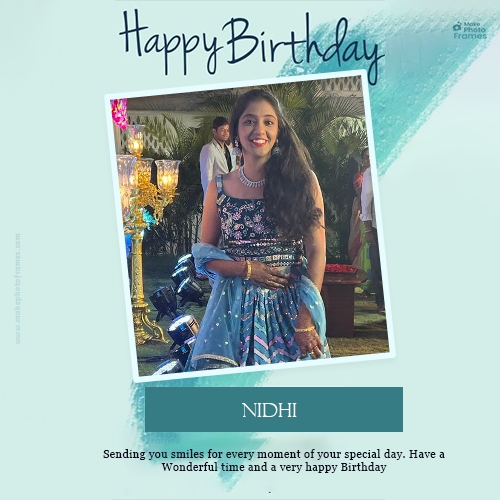 Happy Birthday
Make
Photo
Frames
www.makephotoframes.com
NIDHI
Sending you smiles for every moment of your special day. Have a
Wonderful time and a very happy Birthday
.